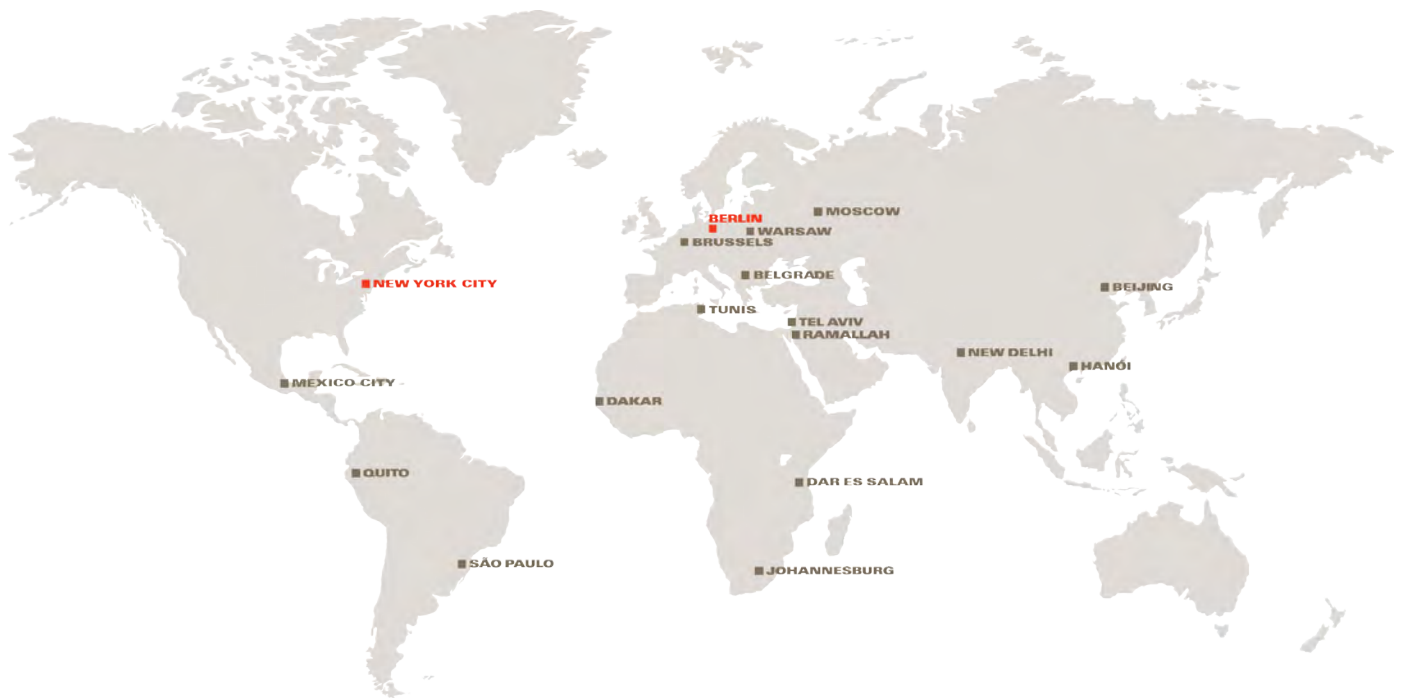 MOSCOW
BERLIN
WARSAW
BRUSSELS
BELGRADE
NEW YORK CITY
BEIJING
TUNIS
TEL AVIV
RAMALLAH
NEW DELHI
HANOI
MEXICO CITY
DAKAR
QUITO
DAR ES SALAM
SÃO PAULO
JOHANNESBURG